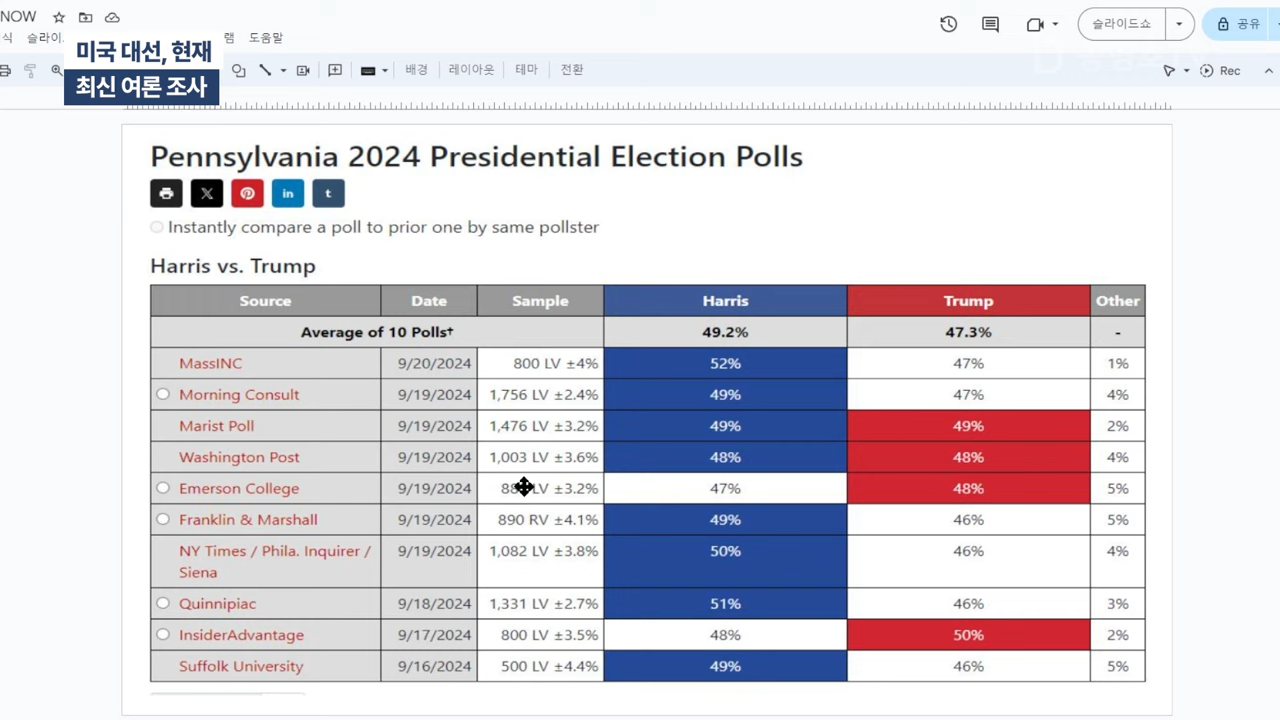 NOW
식 슬라이 램 도움말
미국 대선, 현재
최신 여론 조사
슬라이드쇼
공유
배경 레이아웃 테마 전환
Rec
Pennsylvania 2024 Presidential Election Polls
Instantly compare a poll to prior one by same pollster
Harris vs. Trump
Source Date Sample Harris Trump Other
Average of 10 Polls† 49.2% 47.3% -
MassINC 9/20/2024 800 LV ±4% 52% 47% 1%
Morning Consult 9/19/2024 1,756 LV ±2.4% 49% 47% 4%
Marist Poll 9/19/2024 1,476 LV ±3.2% 49% 49% 2%
Washington Post 9/19/2024 1,003 LV ±3.6% 48% 48% 4%
Emerson College 9/19/2024 LV ±3.2% 47% 48% 5%
Franklin & Marshall 9/19/2024 890 RV ±4.1% 49% 46% 5%
NY Times / Phila. Inquirer / 9/19/2024 1,082 LV ±3.8% 50% 46% 4%
Siena
Quinnipiac 9/18/2024 1,331 LV ±2.7% 51% 46% 3%
InsiderAdvantage 9/17/2024 800 LV ±3.5% 48% 50% 2%
Suffolk University 9/16/2024 500 LV ±4.4% 49% 46% 5%